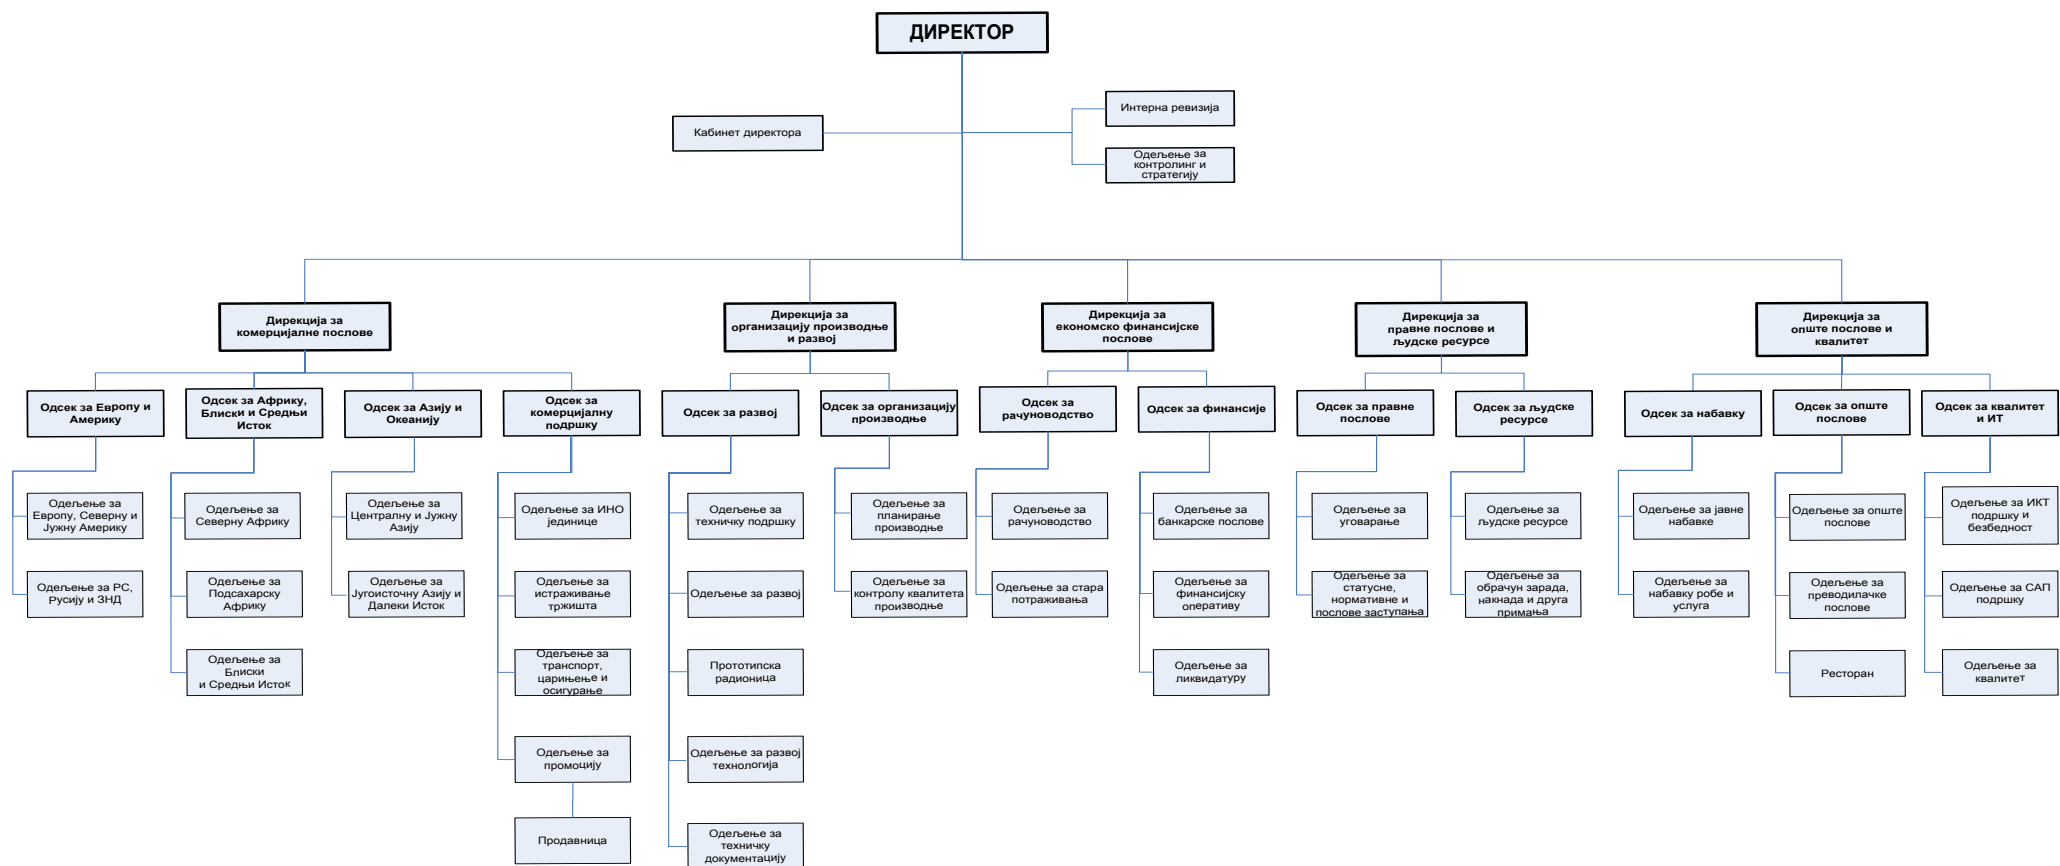 ДИРЕКТОР
Интерна ревизија
Кабинет директора
Одељење за
контролинг и
стратегију
Дирекција за
комерцијалне послове
Дирекција за
организацију производње
и развој
Дирекција за
економско финансијске
послове
Дирекција за
правне послове и
људске ресурсе
Дирекција за
опште послове и
квалитет
Одсек за Европу и
Америку
Одсек за Африку,
Блиски и Средњи
Исток
Одсек за Азију и
Океанију
Одсек за
комерцијалну
подршку
Одсек за развој
Одсек за организацију
производње
Одсек за
рачуноводство
Одсек за финансије
Одсек за правне
послове
Одсек за људске
ресурсе
Одсек за набавку
Одсек за опште
послове
Одсек за квалитет
и ИТ
Одељење за
Европу, Северну и
Јужну Америку
Одељење за
Северну Африку
Одељење за
Централну и Јужну
Азију
Одељење за ИНО
јединице
Одељење за
техничку подршку
Одељење за
планирање
производње
Одељење за
рачуноводство
Одељење за
банкарске послове
Одељење за
уговарање
Одељење за
људске ресурсе
Одељење за јавне
набавке
Одељење за опште
послове
Одељење за ИКТ
подршку и
безбедност
Одељење за РС,
Русију и ЗНД
Одељење за
Подсахарску
Африку
Одељење за
Југоисточну Азију и
Далеки Исток
Одељење за
истраживање
тржишта
Одељење за развој
Одељење за
контролу квалитета
производње
Одељење за стара
потраживања
Одељење за
финансијску
оперативу
Одељење за
статусне,
нормативне и
послове заступања
Одељење за
обрачун зарада,
накнада и друга
примања
Одељење за
набавку робе и
услуга
Одељење за
преводилачке
послове
Одељење за САП
подршку
Одељење за
Блиски
и Средњи Исток
Одељење за
транспорт,
царињење и
осигурање
Прототипска
радионица
Одељење за
ликвидатуру
Ресторан
Одељење за
квалитет
Одељење за
промоцију
Одељење за развој
технологија
Продавница
Одељење за
техничку
документацију